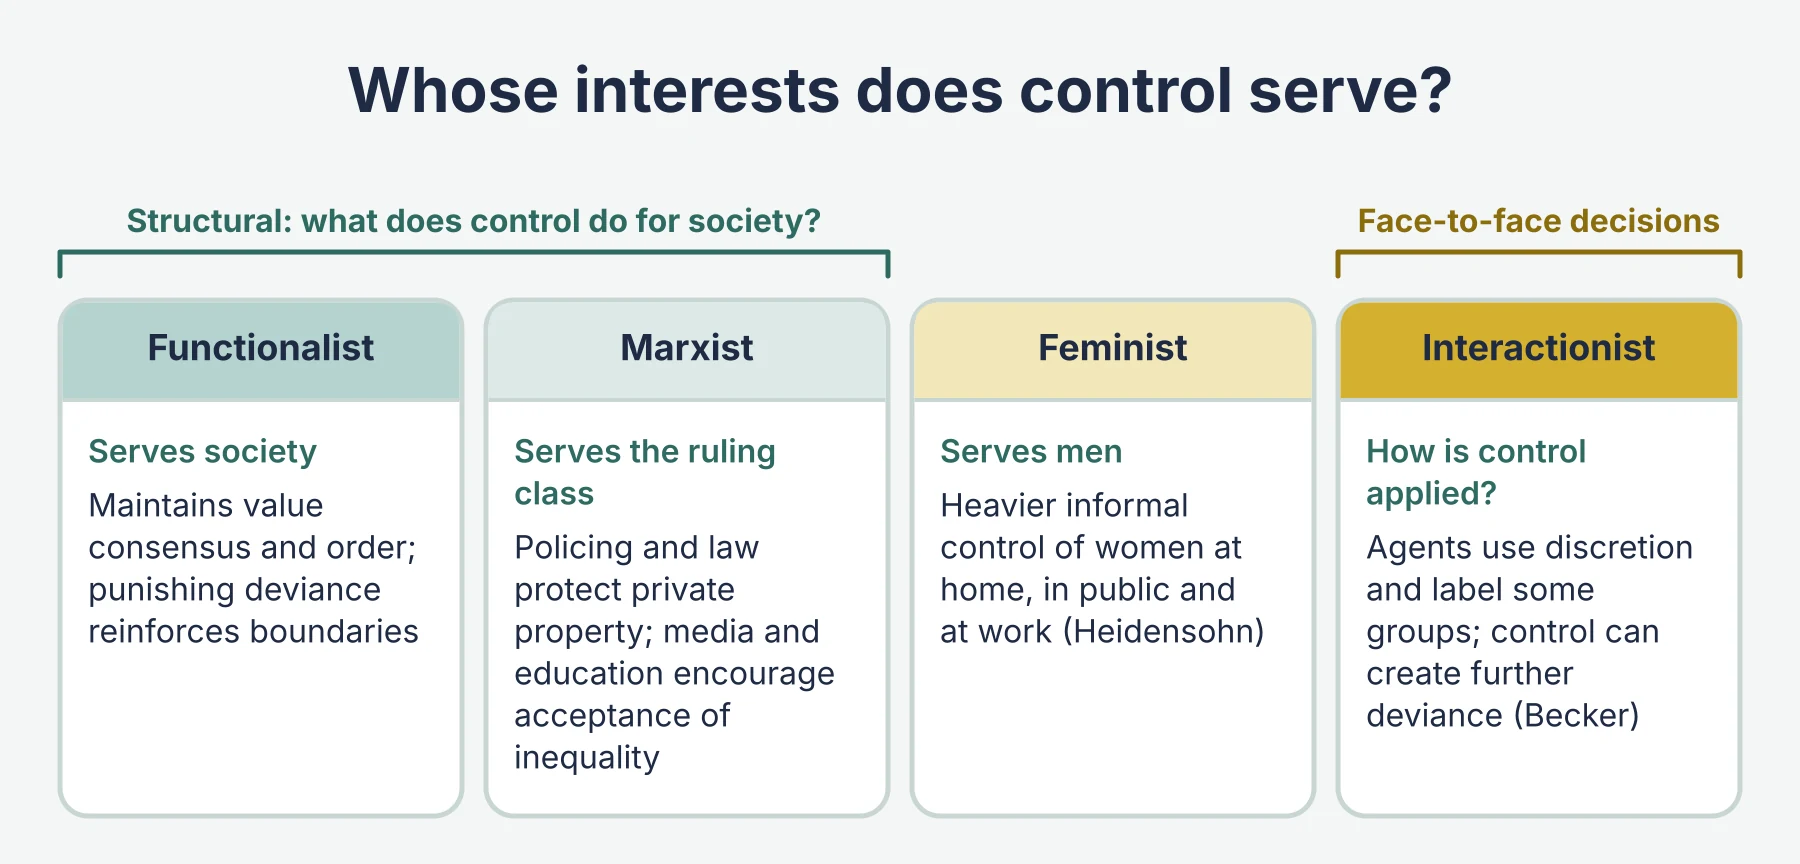 Whose interests does control serve?
Structural: what does control do for society?
Face-to-face decisions
Functionalist
Serves society
Maintains value
consensus and order;
punishing deviance
reinforces boundaries
Marxist
Serves the ruling
class
Policing and law
protect private
property; media and
education encourage
acceptance of
inequality
Feminist
Serves men
Heavier informal
control of women at
home, in public and
at work (Heidensohn)
Interactionist
How is control
applied?
Agents use discretion
and label some
groups; control can
create further
deviance (Becker)